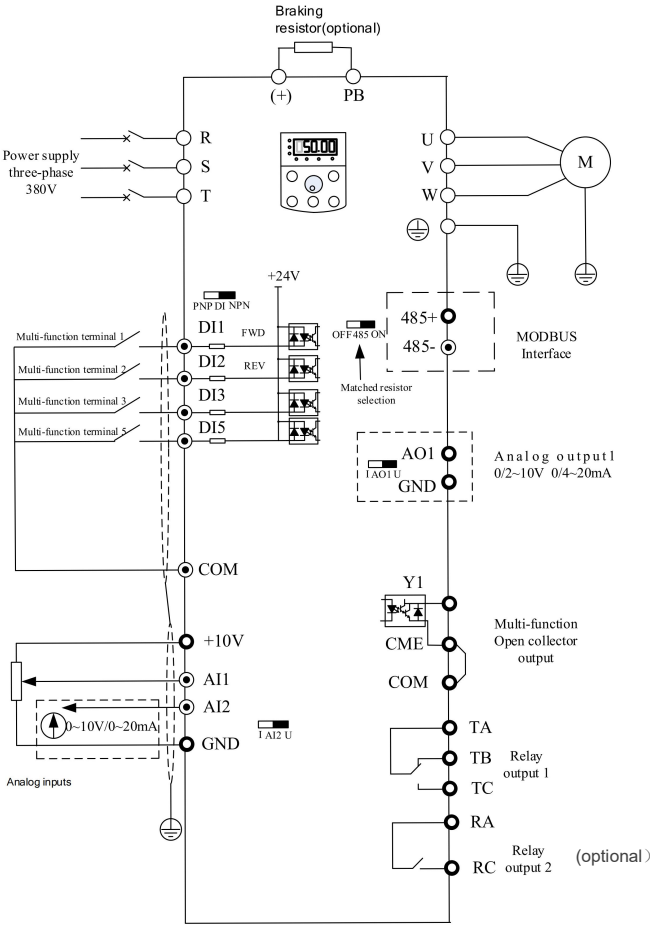 Braking
resistor(optional)
(+)
PB
R
S
T
Power supply
three-phase
380V
50.00
U
V
W
M
+24V
PNP DI NPN
DI1
FWD
DI2
REV
DI3
DI5
Multi-function terminal 1
Multi-function terminal 2
Multi-function terminal 3
Multi-function terminal 5
485+
485-
OFF 485 ON
Matched resistor
selection
MODBUS
Interface
AO1
GND
I AO1 U
Analog output1
0/2~10V 0/4~20mA
COM
Y1
CME
COM
Multi-function
Open collector
output
+10V
AI1
AI2
GND
0~10V/0~20mA
I AI2 U
Analog inputs
TA
TB
TC
Relay
output 1
RA
RC
Relay
output 2
(optional）